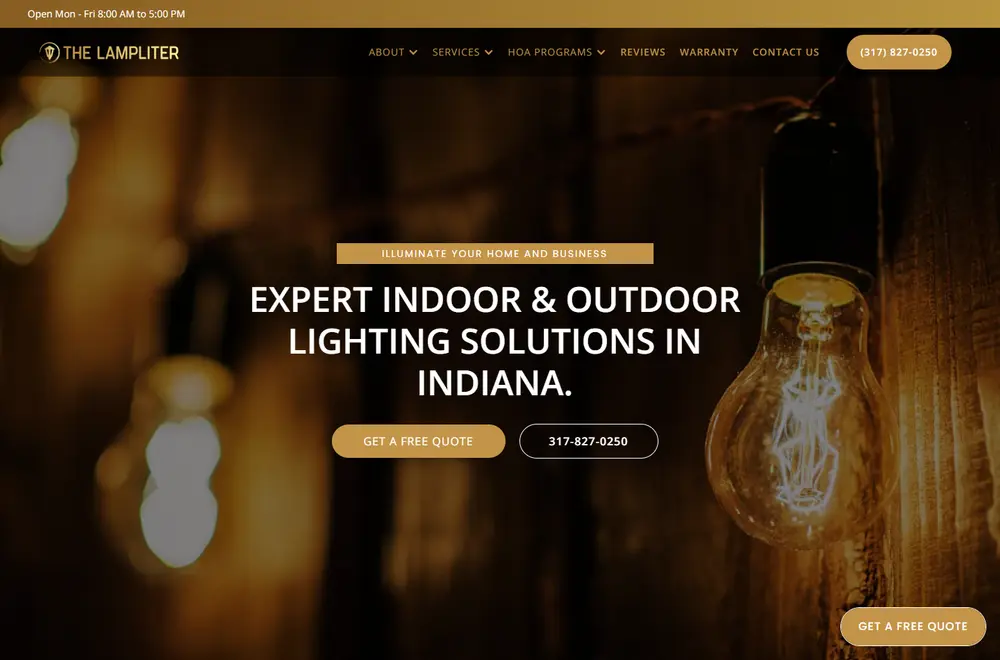 Open Mon - Fri 8:00 AM to 5:00 PM
THE LAMPLITER
ABOUT SERVICES HOA PROGRAMS REVIEWS WARRANTY CONTACT US (317) 827-0250
ILLUMINATE YOUR HOME AND BUSINESS
EXPERT INDOOR & OUTDOOR
LIGHTING SOLUTIONS IN
INDIANA.
GET A FREE QUOTE 317-827-0250
GET A FREE QUOTE